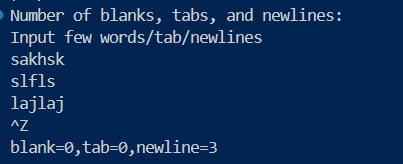 Number of blanks, tabs, and newlines:
Input few words/tab/newlines
sakhsk
slfls
lajlaj
^Z
blank=0,tab=0,newline=3